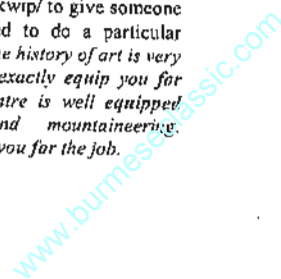 kwip/ to give someone
ed to do a particular
e history of art is very
exactly equip you for
ntre is well equipped
nd mountaineering.
you for the job.
www.burmeseclassic.com